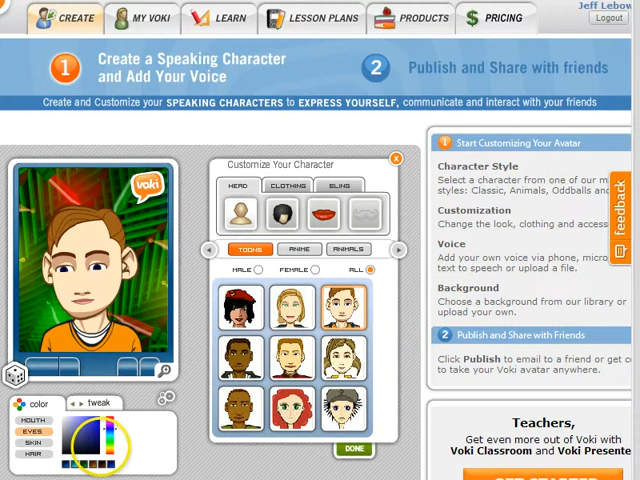 Jeff Lebow
CREATE
MY VOKI
LEARN
LESSON PLANS
PRODUCTS
PRICING
Logout
1 Create a Speaking Character and Add Your Voice
2 Publish and Share with friends
Create and Customize your SPEAKING CHARACTERS to EXPRESS YOURSELF, communicate and interact with your friends
voki
Customize Your Character
HEAD
CLOTHING
BLING
TOONS
ANIME
ANIMALS
MALE
FEMALE
ALL
DONE
color
tweak
MOUTH
EYES
SKIN
HAIR
1 Start Customizing Your Avatar
Character Style
Select a character from one of our m
styles: Classic, Animals, Oddballs and
Customization
Change the look, clothing and access
Voice
Add your own voice via phone, micro
text to speech or upload a file.
Background
Choose a background from our library or
upload your own.
2 Publish and Share with Friends
Click Publish to email to a friend or get c
to take your Voki avatar anywhere.
feedback
Teachers,
Get even more out of Voki with
Voki Classroom and Voki Presente
GET STARTED